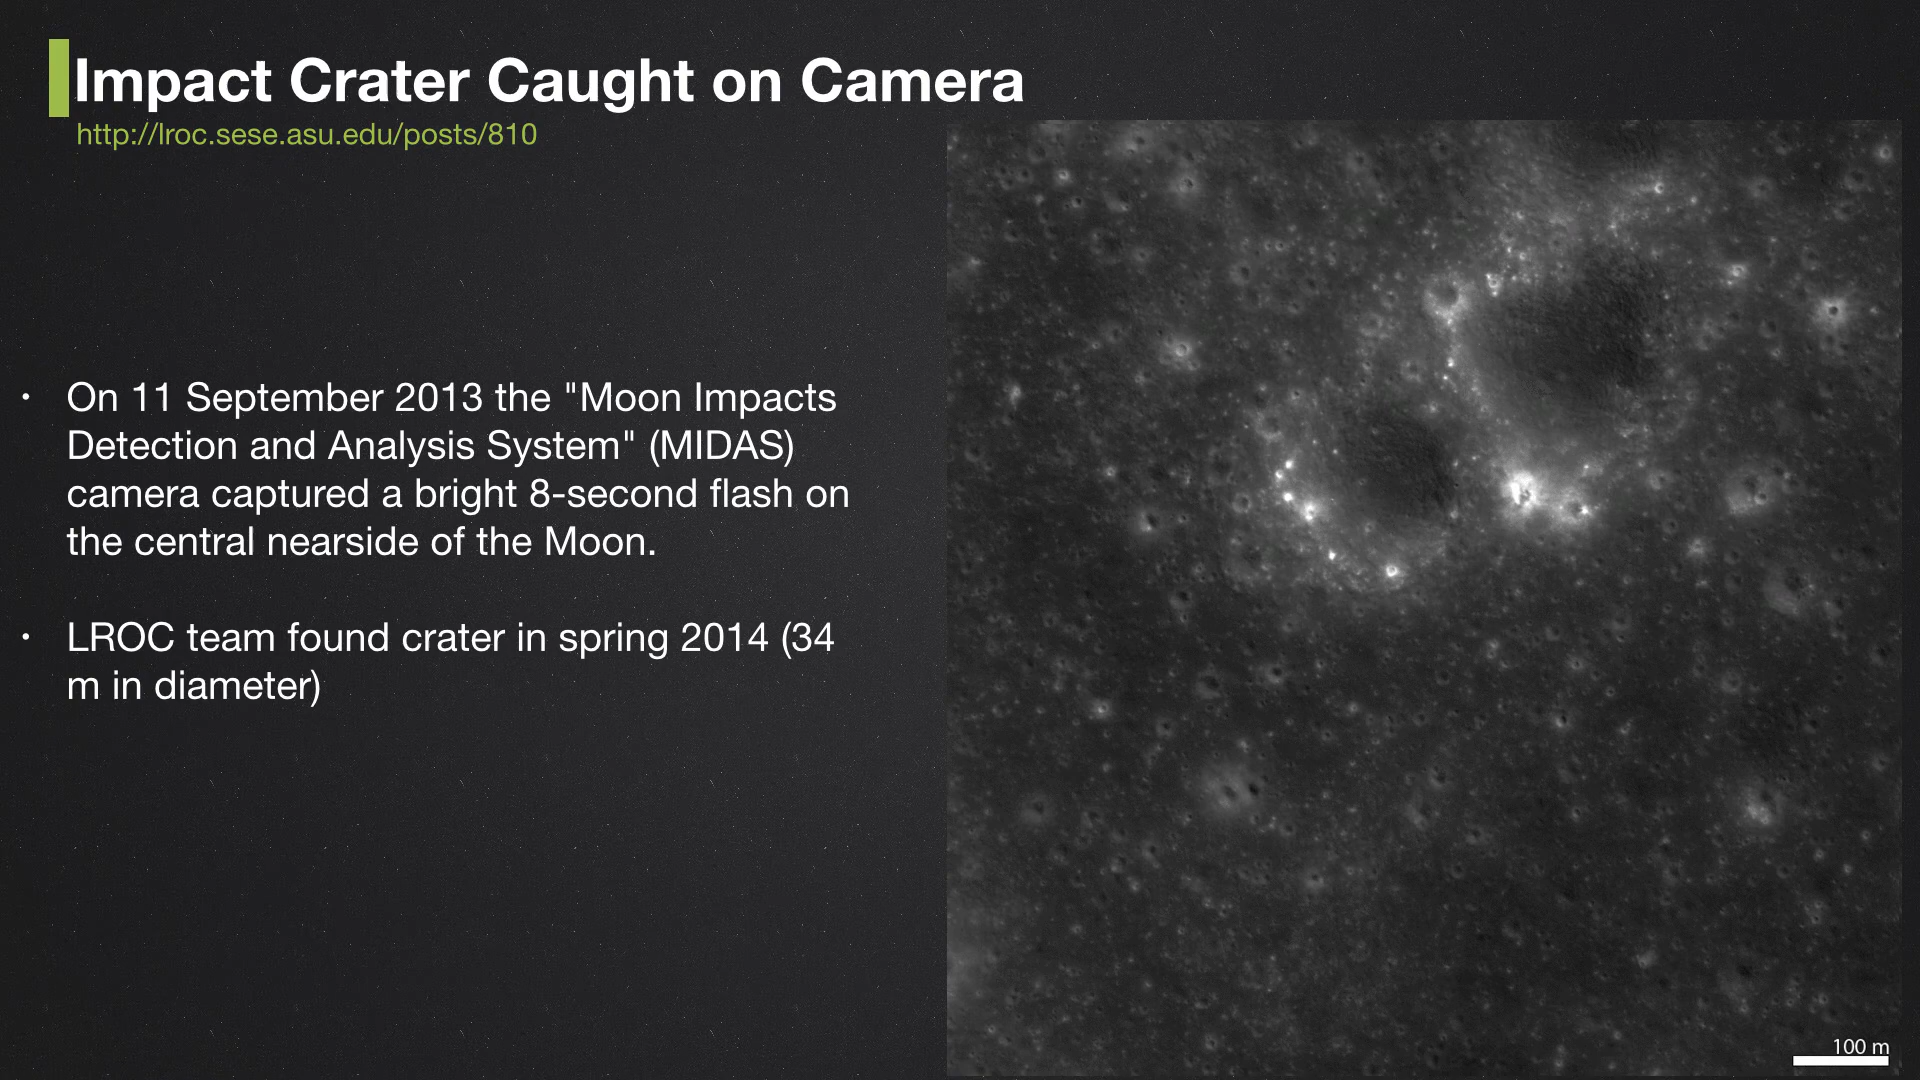 Impact Crater Caught on Camera
http://lroc.sese.asu.edu/posts/810
• On 11 September 2013 the "Moon Impacts
Detection and Analysis System" (MIDAS)
camera captured a bright 8-second flash on
the central nearside of the Moon.
• LROC team found crater in spring 2014 (34
m in diameter)
100 m